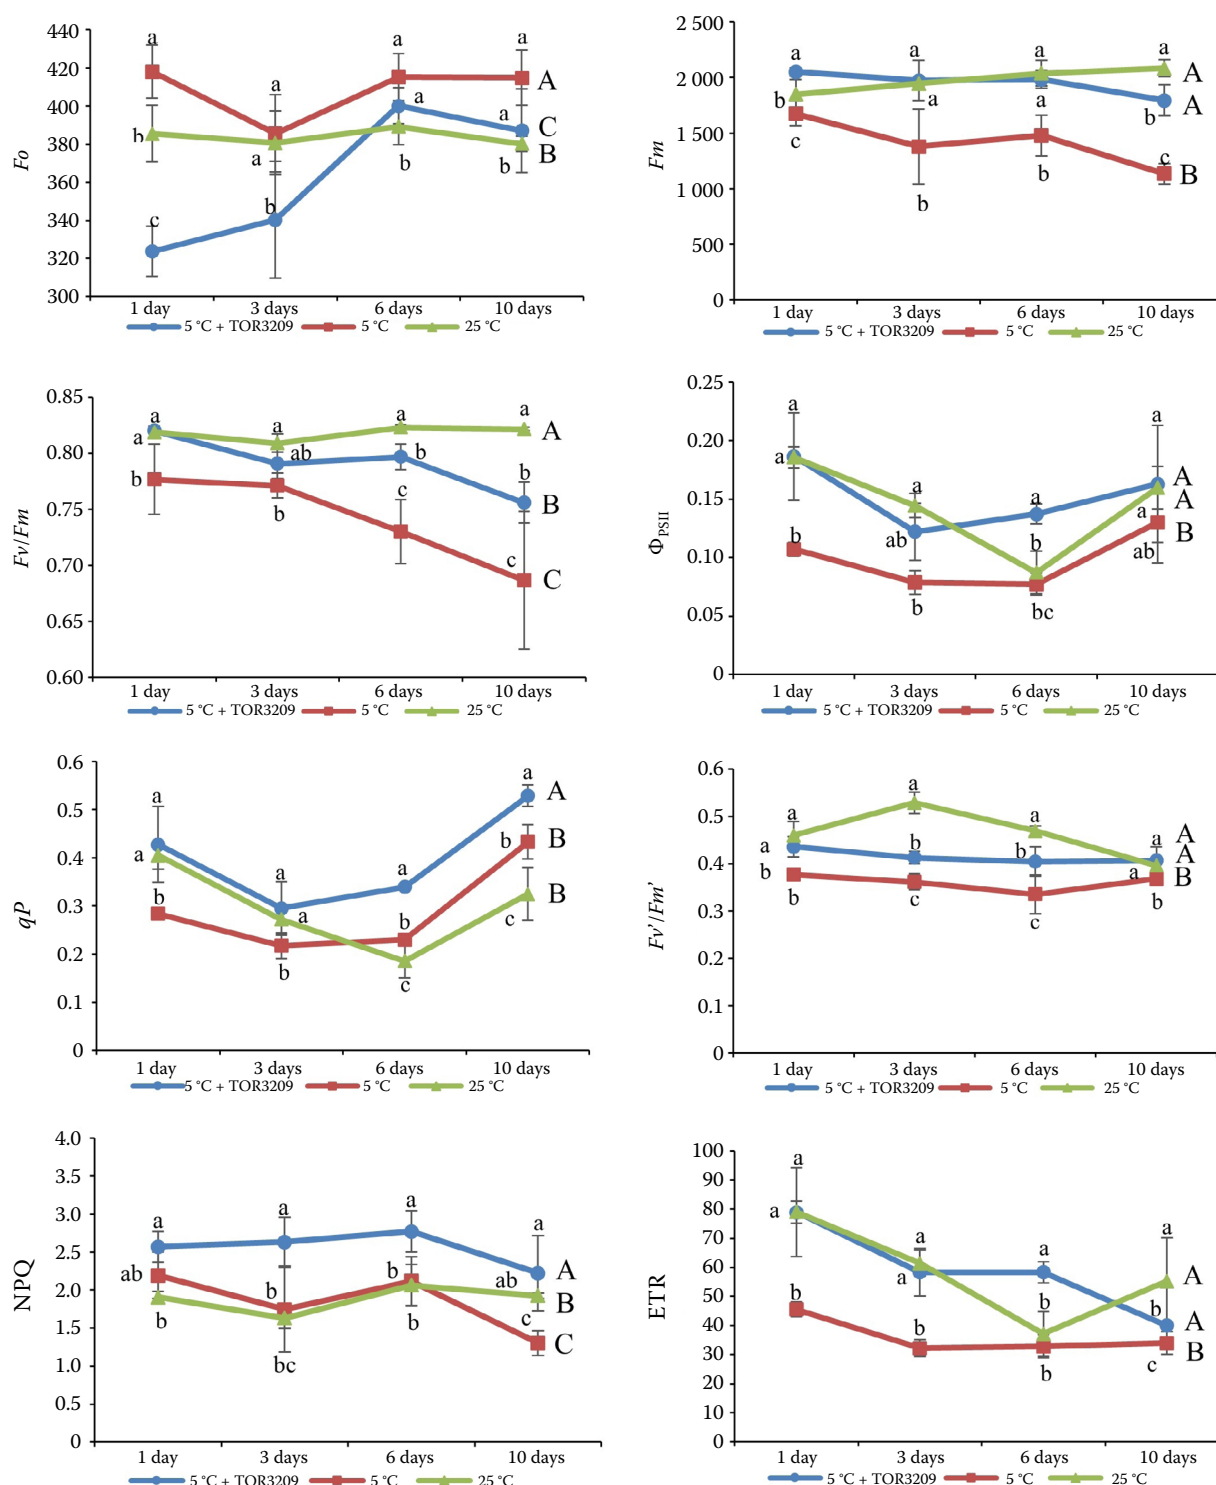 Fo
440
420
400
380
360
340
320
300
a
a
a
a
b
a
a
a
b
b
c
b
A
C
B
1 day 3 days 6 days 10 days
5 °C + TOR3209 5 °C 25 °C
Fm
2 500
2 000
1 500
1 000
500
0
a
a
a
a
b
a
a
b
c
b
b
c
A
A
B
1 day 3 days 6 days 10 days
5 °C + TOR3209 5 °C 25 °C
Fv/Fm
0.85
0.80
0.75
0.70
0.65
0.60
a
a
a
a
a
ab
b
b
b
b
c
c
A
B
C
1 day 3 days 6 days 10 days
5 °C + TOR3209 5 °C 25 °C
ΦPSII
0.25
0.20
0.15
0.10
0.05
0
a
a
a
a
a
ab
b
a
b
b
bc
ab
A
A
B
1 day 3 days 6 days 10 days
5 °C + TOR3209 5 °C 25 °C
qP
0.6
0.5
0.4
0.3
0.2
0.1
0
a
a
a
a
a
b
b
a
b
b
c
c
A
B
B
1 day 3 days 6 days 10 days
5 °C + TOR3209 5 °C 25 °C
Fv'/Fm'
0.6
0.5
0.4
0.3
0.2
0.1
0
a
a
a
a
a
b
b
a
b
b
c
c
b
A
A
B
1 day 3 days 6 days 10 days
5 °C + TOR3209 5 °C 25 °C
NPQ
4.0
3.5
3.0
2.5
2.0
1.5
1.0
0.5
0
a
a
a
a
ab
b
b
ab
b
bc
b
c
A
B
C
1 day 3 days 6 days 10 days
5 °C + TOR3209 5 °C 25 °C
ETR
100
90
80
70
60
50
40
30
20
10
0
a
a
a
a
a
a
b
b
b
b
b
c
A
A
B
1 day 3 days 6 days 10 days
5 °C + TOR3209 5 °C 25 °C